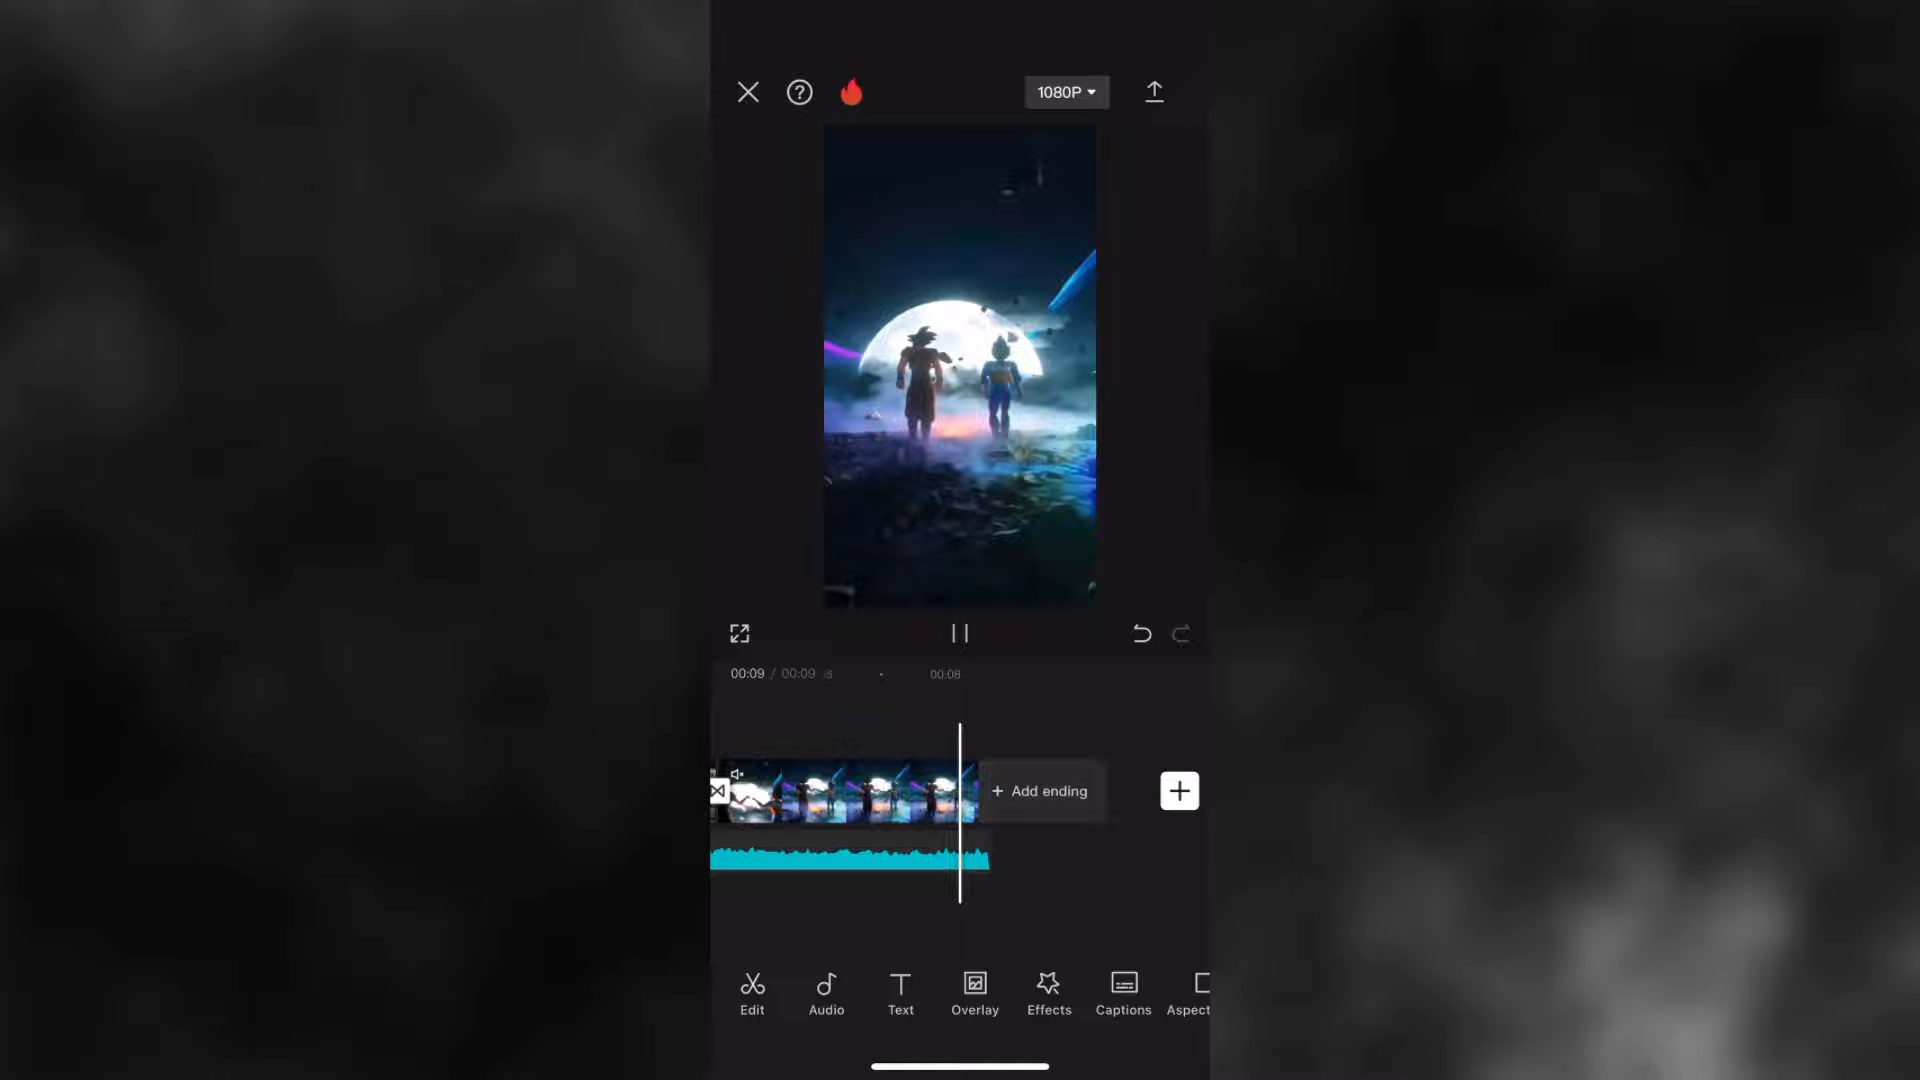 1080P
00:09 / 00:09
00:08
+ Add ending
Edit
Audio
Text
Overlay
Effects
Captions
Aspect